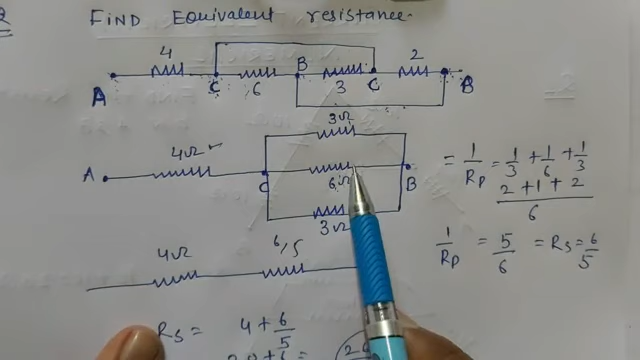 FIND Equivalent resistance.
4 B 2
A C 6 3 C B
3Ω
4Ω
A C 6Ω B
3Ω
= 1/Rp = 1/3 + 1/6 + 1/3
2+1+2
6
1/Rp = 5/6 = Rs = 6/5
4Ω 6/5
Rs = 4 + 6/5